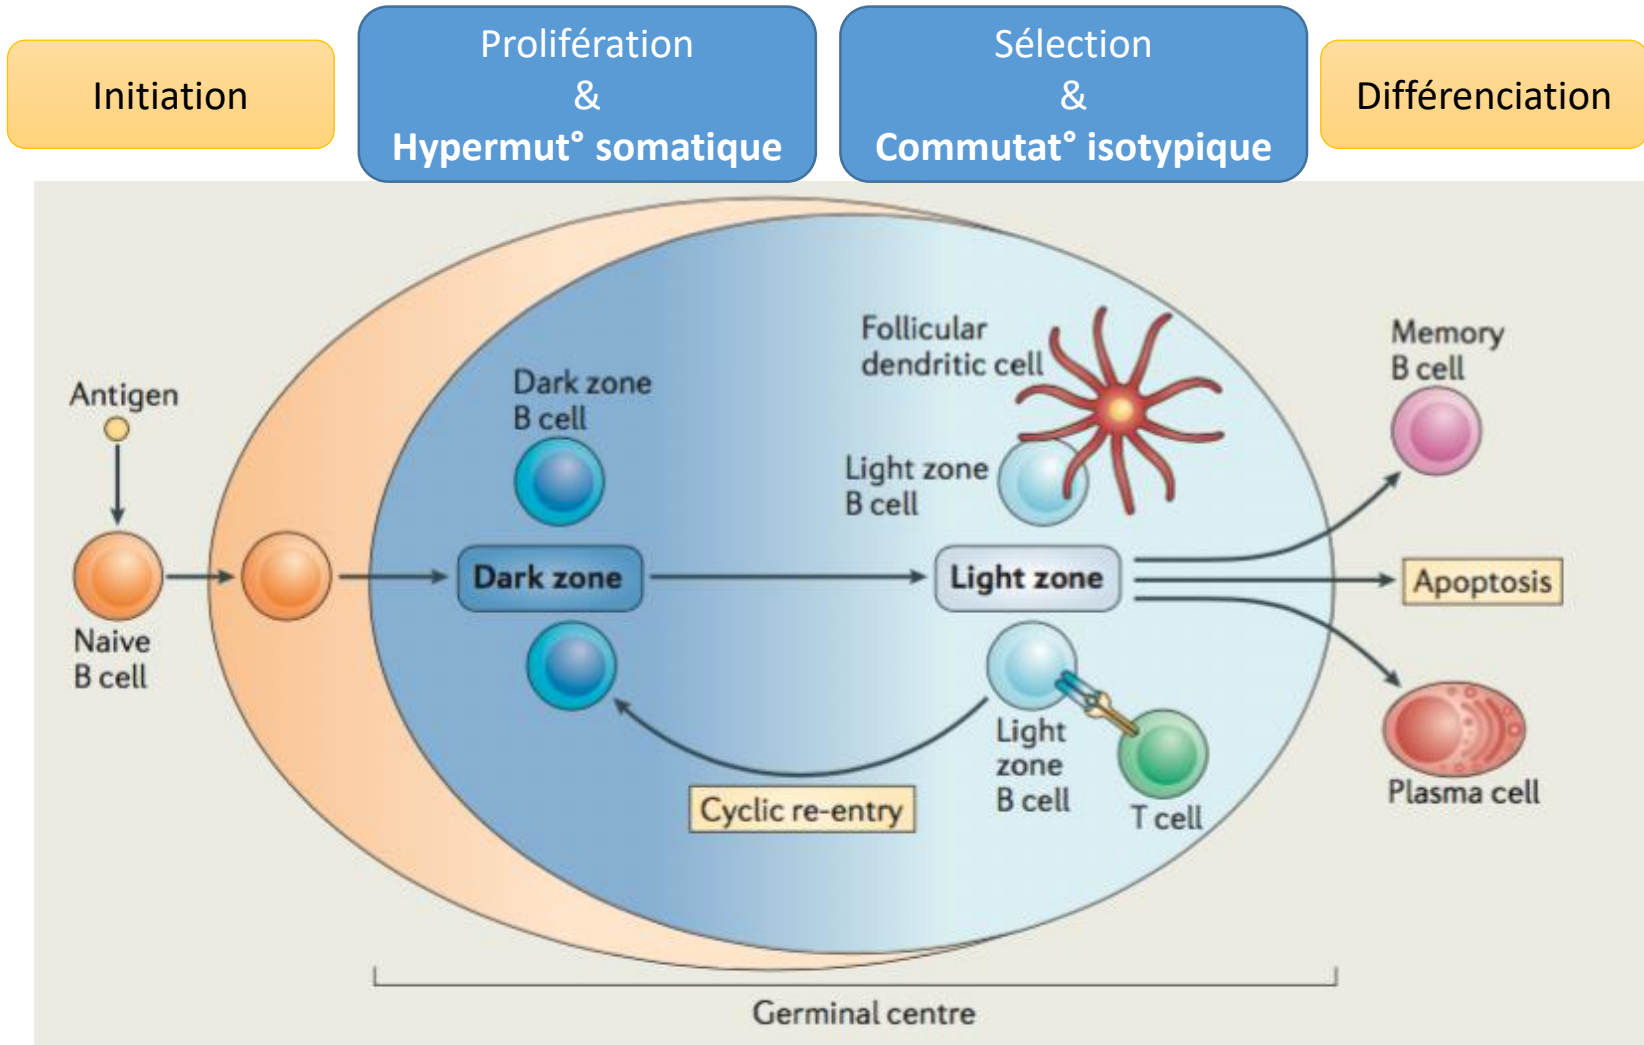 Initiation
Prolifération
&
Hypermut° somatique
Sélection
&
Commutat° isotypique
Différenciation
Antigen
Naive
B cell
Dark zone
B cell
Dark zone
Cyclic re-entry
Follicular
dendritic cell
Light zone
B cell
Light zone
Light
zone
B cell
T cell
Memory
B cell
Apoptosis
Plasma cell
Germinal centre